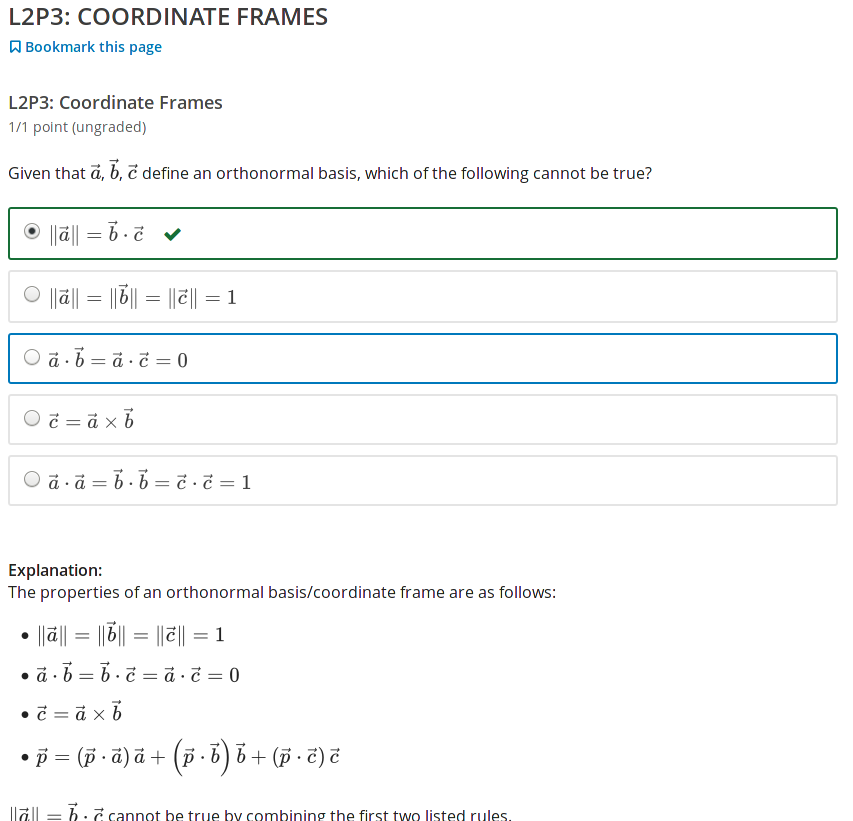 L2P3: COORDINATE FRAMES
Bookmark this page
L2P3: Coordinate Frames
1/1 point (ungraded)
Given that $\vec{a}$, $\vec{b}$, $\vec{c}$ define an orthonormal basis, which of the following cannot be true?
$\|\vec{a}\| = \vec{b} \cdot \vec{c}$ ✔
$\|\vec{a}\| = \|\vec{b}\| = \|\vec{c}\| = 1$
$\vec{a} \cdot \vec{b} = \vec{a} \cdot \vec{c} = 0$
$\vec{c} = \vec{a} \times \vec{b}$
$\vec{a} \cdot \vec{a} = \vec{b} \cdot \vec{b} = \vec{c} \cdot \vec{c} = 1$
Explanation:
The properties of an orthonormal basis/coordinate frame are as follows:
• $\|\vec{a}\| = \|\vec{b}\| = \|\vec{c}\| = 1$
• $\vec{a} \cdot \vec{b} = \vec{b} \cdot \vec{c} = \vec{a} \cdot \vec{c} = 0$
• $\vec{c} = \vec{a} \times \vec{b}$
• $\vec{p} = (\vec{p} \cdot \vec{a}) \vec{a} + \left(\vec{p} \cdot \vec{b}\right) \vec{b} + (\vec{p} \cdot \vec{c}) \vec{c}$
$\|\vec{a}\| = \vec{b} \cdot \vec{c}$ cannot be true by combining the first two listed rules.